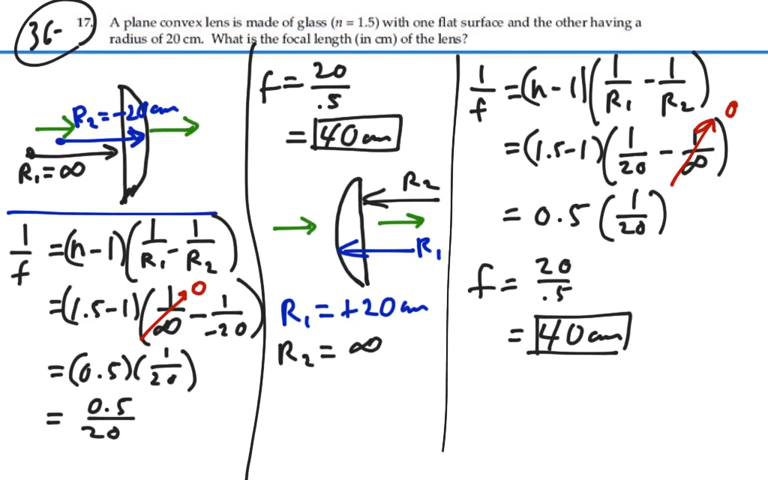 36-
17. A plane convex lens is made of glass (n = 1.5) with one flat surface and the other having a
radius of 20 cm. What is the focal length (in cm) of the lens?
R₂ = -20 cm
R₁ = ∞
1/f = (n-1)(1/R₁ - 1/R₂)
= (1.5-1)(1/∞ - 1/-20)
0
= (0.5)(1/20)
= 0.5/20
f = 20/.5
= 40 cm
R₂
R₁
R₁ = +20 cm
R₂ = ∞
1/f = (n-1)(1/R₁ - 1/R₂)
0
= (1.5-1)(1/20 - 1/∞)
= 0.5 (1/20)
f = 20/.5
= 40 cm